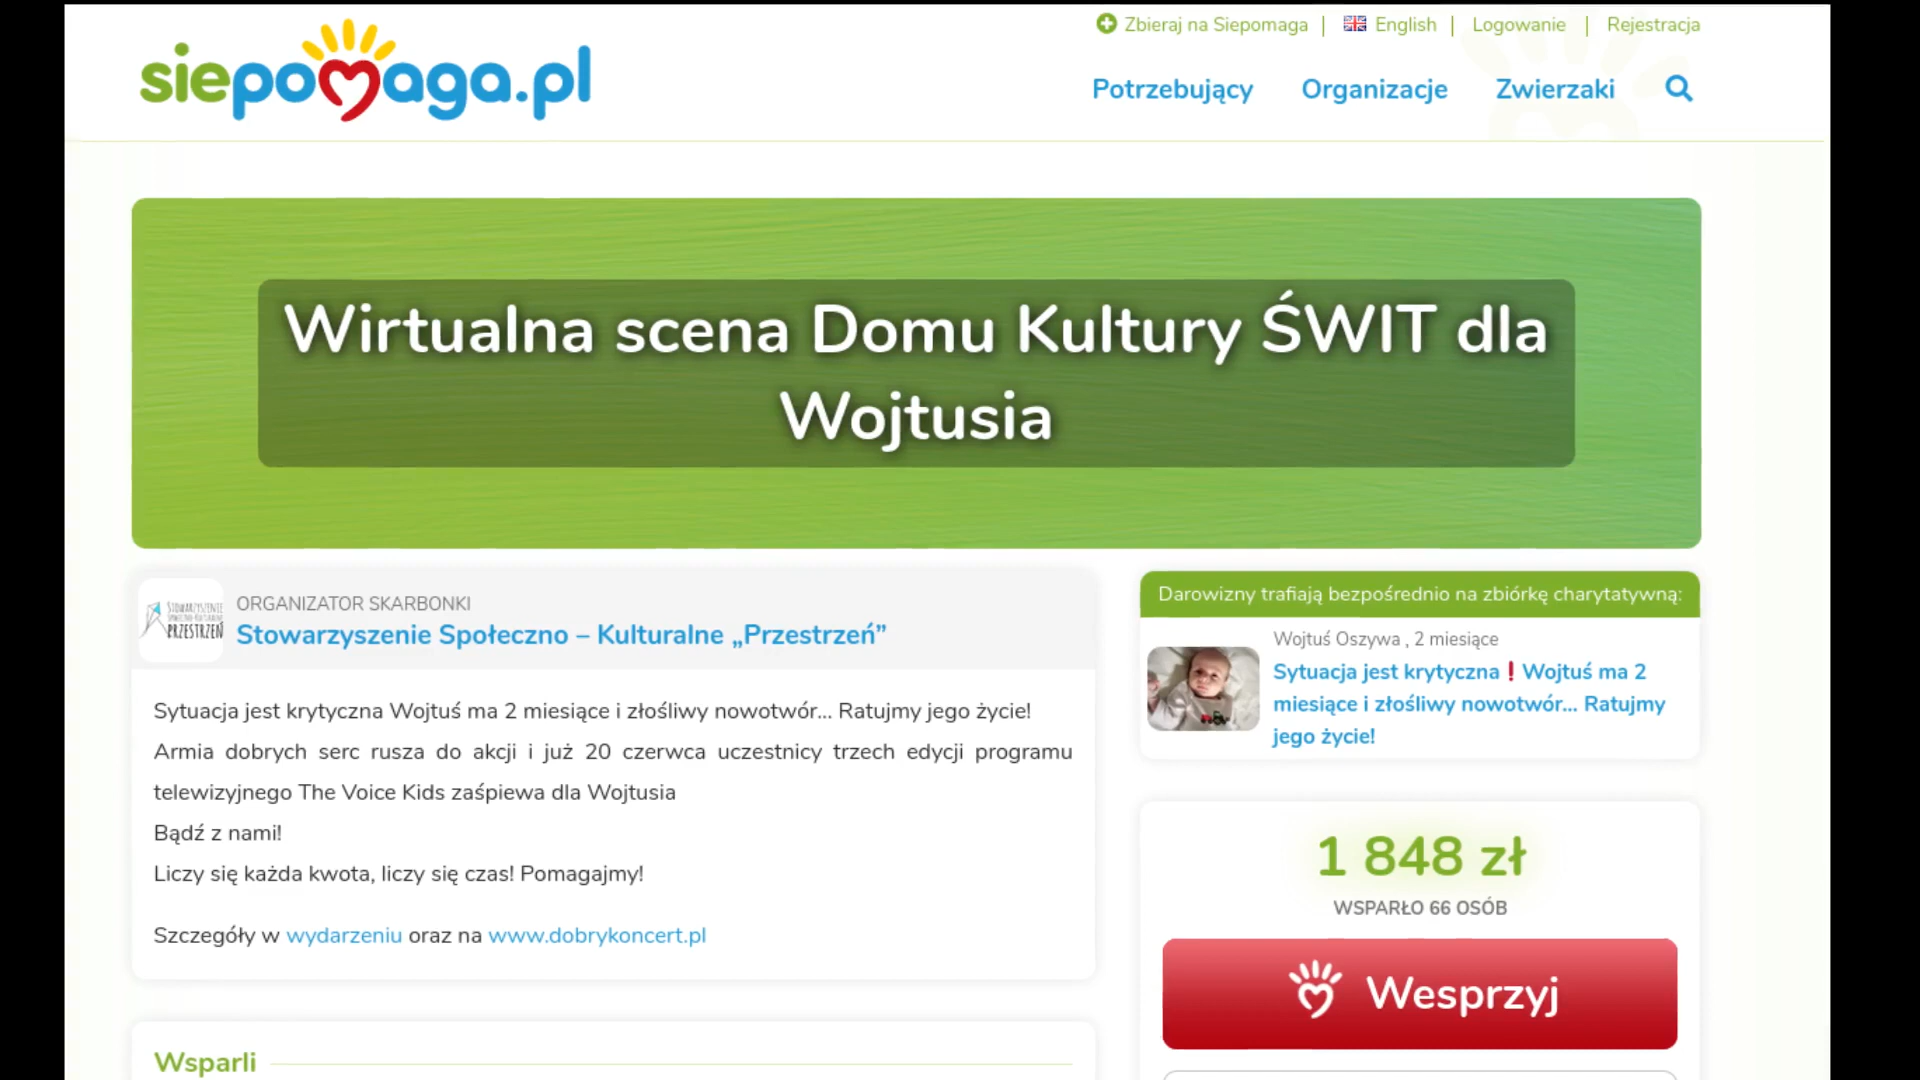 siepomaga.pl
Zbieraj na Siepomaga | English | Logowanie | Rejestracja
Potrzebujący Organizacje Zwierzaki
Wirtualna scena Domu Kultury ŚWIT dla
Wojtusia
STOWARZYSZENIE
SPOŁECZNO-KULTURALNE
PRZESTRZEŃ
ORGANIZATOR SKARBONKI
Stowarzyszenie Społeczno – Kulturalne „Przestrzeń”
Sytuacja jest krytyczna Wojtuś ma 2 miesiące i złośliwy nowotwór... Ratujmy jego życie!
Armia dobrych serc rusza do akcji i już 20 czerwca uczestnicy trzech edycji programu
telewizyjnego The Voice Kids zaśpiewa dla Wojtusia
Bądź z nami!
Liczy się każda kwota, liczy się czas! Pomagajmy!
Szczegóły w wydarzeniu oraz na www.dobrykoncert.pl
Wsparli
Darowizny trafiają bezpośrednio na zbiórkę charytatywną:
Wojtuś Oszywa , 2 miesiące
Sytuacja jest krytyczna❗Wojtuś ma 2
miesiące i złośliwy nowotwór... Ratujmy
jego życie!
1 848 zł
WSPARŁO 66 OSÓB
Wesprzyj